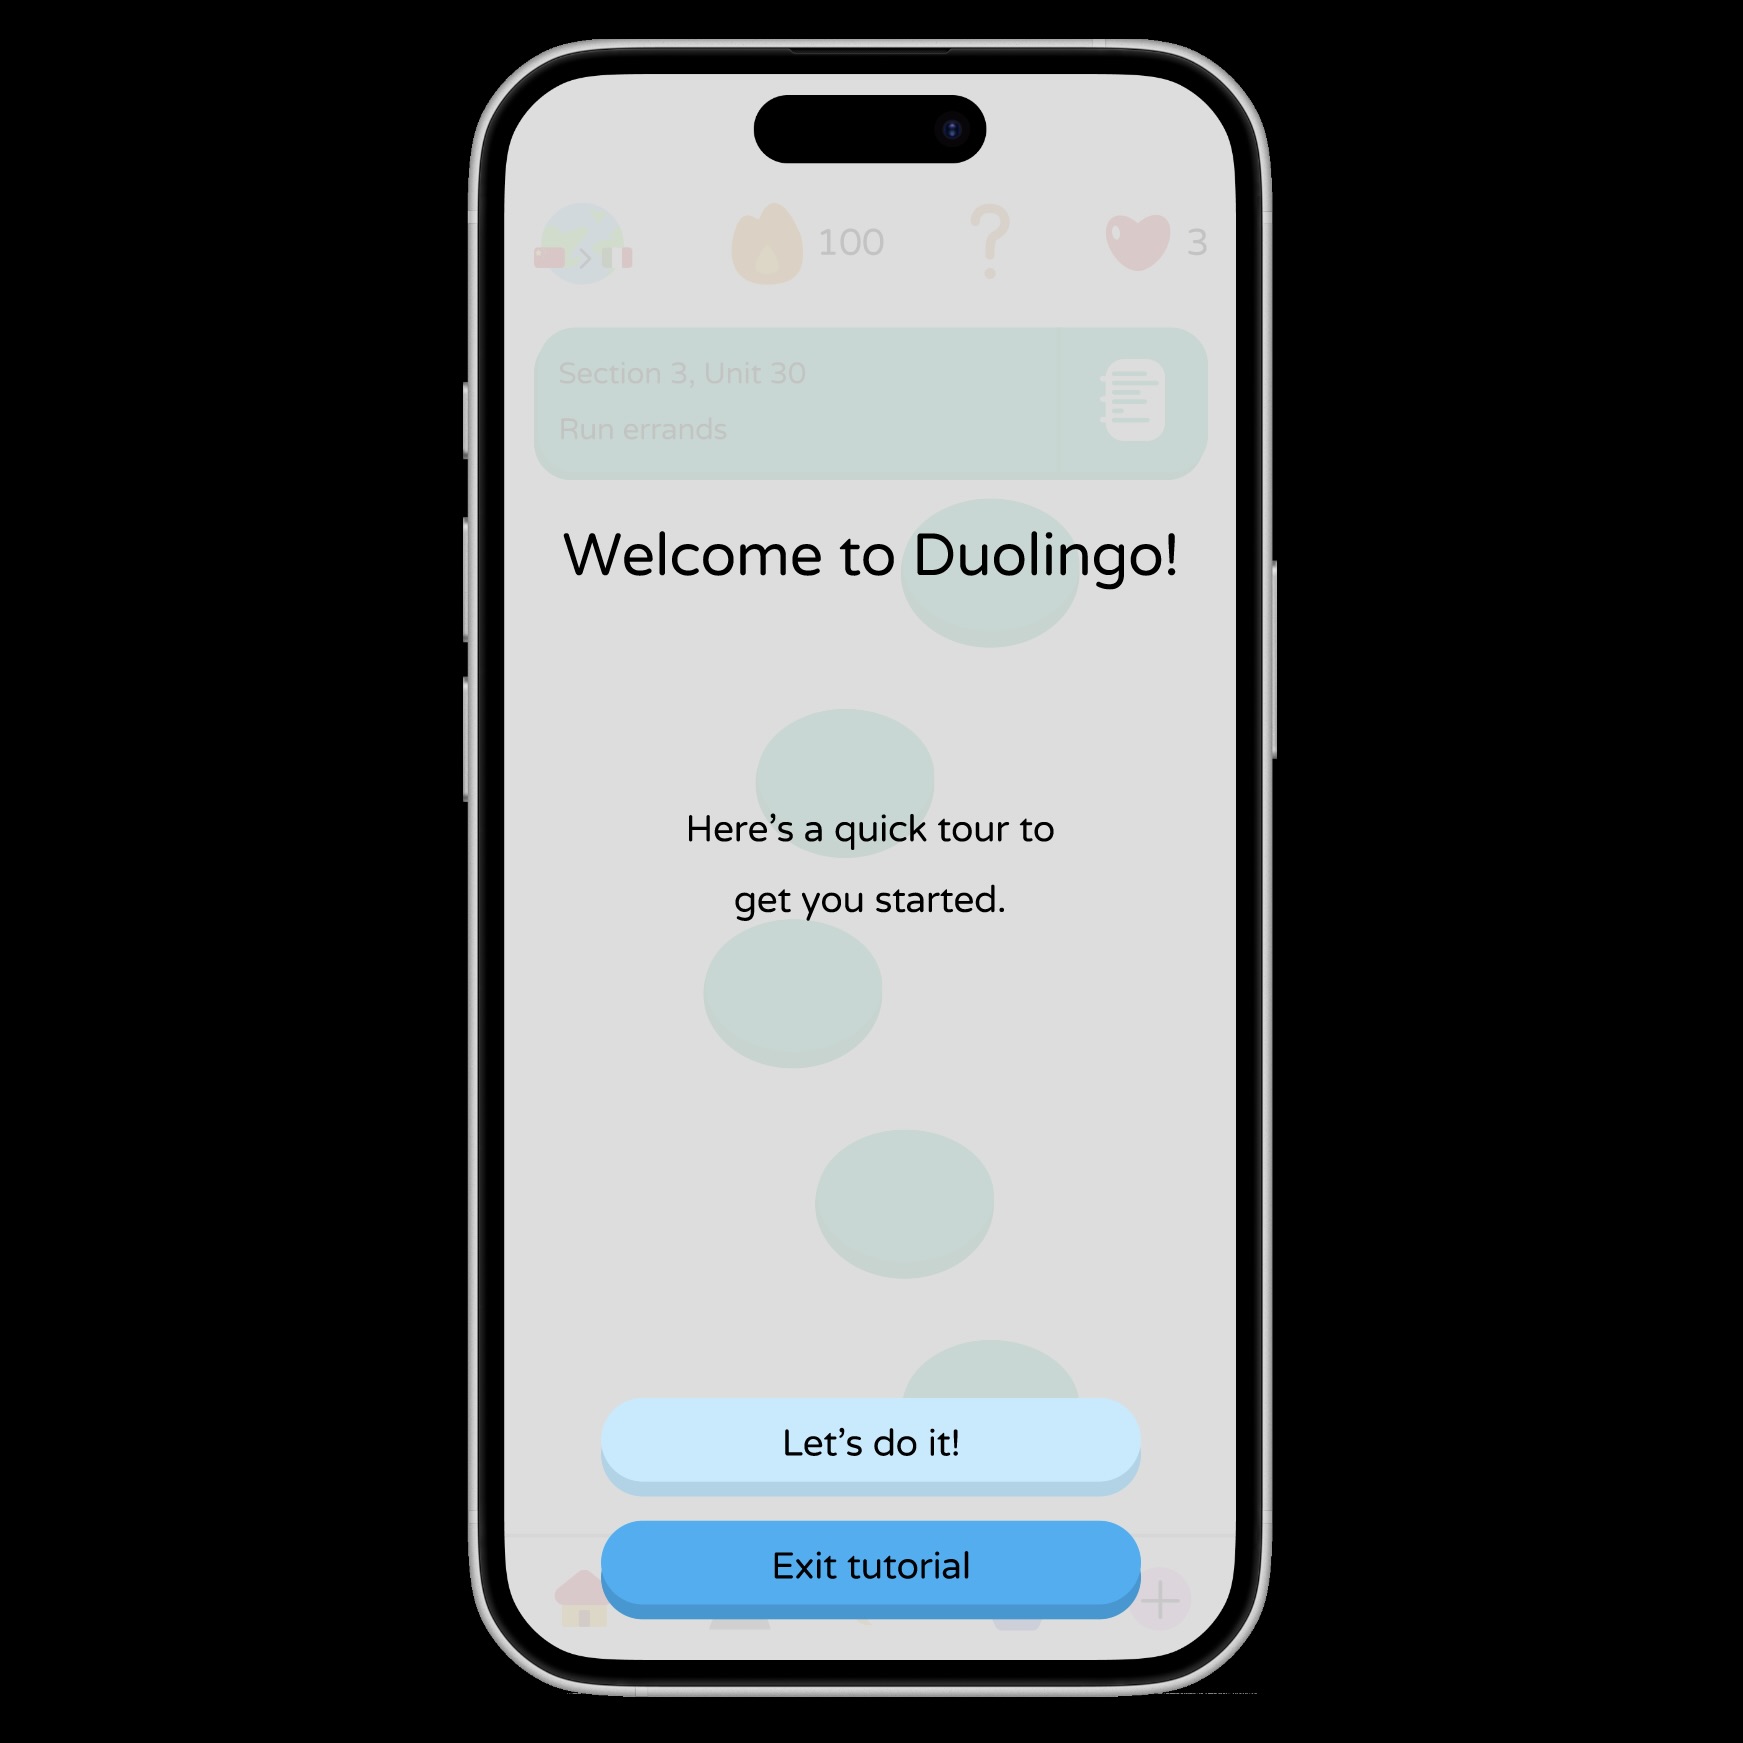 100
3
Section 3, Unit 30
Run errands
Welcome to Duolingo!
Here's a quick tour to
get you started.
Let's do it!
Exit tutorial